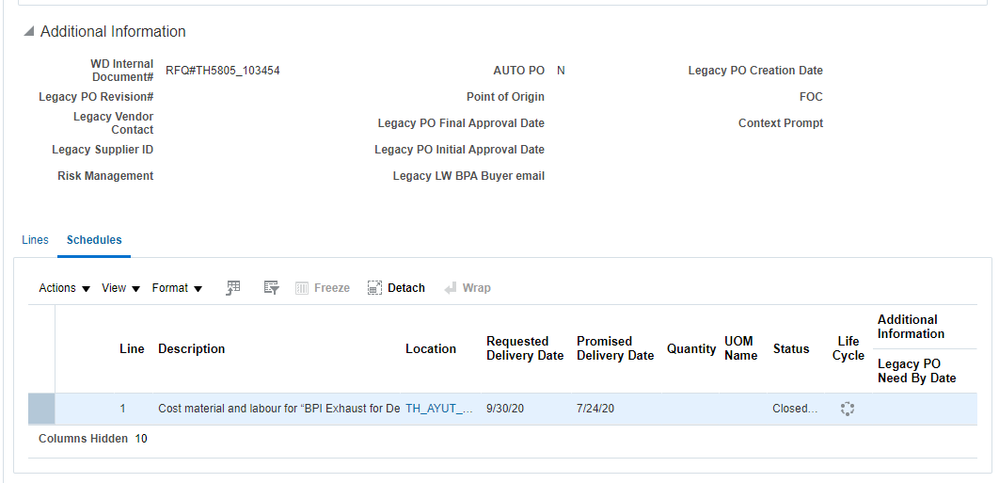 Additional Information
WD Internal Document# RFQ#TH5805_103454
Legacy PO Revision#
Legacy Vendor Contact
Legacy Supplier ID
Risk Management
AUTO PO N
Point of Origin
Legacy PO Final Approval Date
Legacy PO Initial Approval Date
Legacy LW BPA Buyer email
Legacy PO Creation Date
FOC
Context Prompt
Lines Schedules
Actions View Format Freeze Detach Wrap
Line Description Location Requested Delivery Date Promised Delivery Date Quantity UOM Name Status Life Cycle Additional Information
Legacy PO Need By Date
1 Cost material and labour for “BPI Exhaust for De TH_AYUT_... 9/30/20 7/24/20 Closed...
Columns Hidden 10